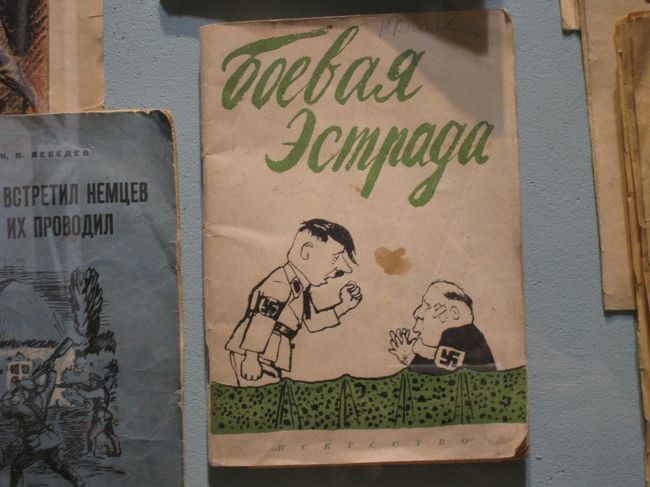 Боевая
Эстрада
„ИСКУССТВО“
В. ЛЕБЕДЕВ
ВСТРЕТИЛ НЕМЦЕВ
ИХ ПРОВОДИЛ